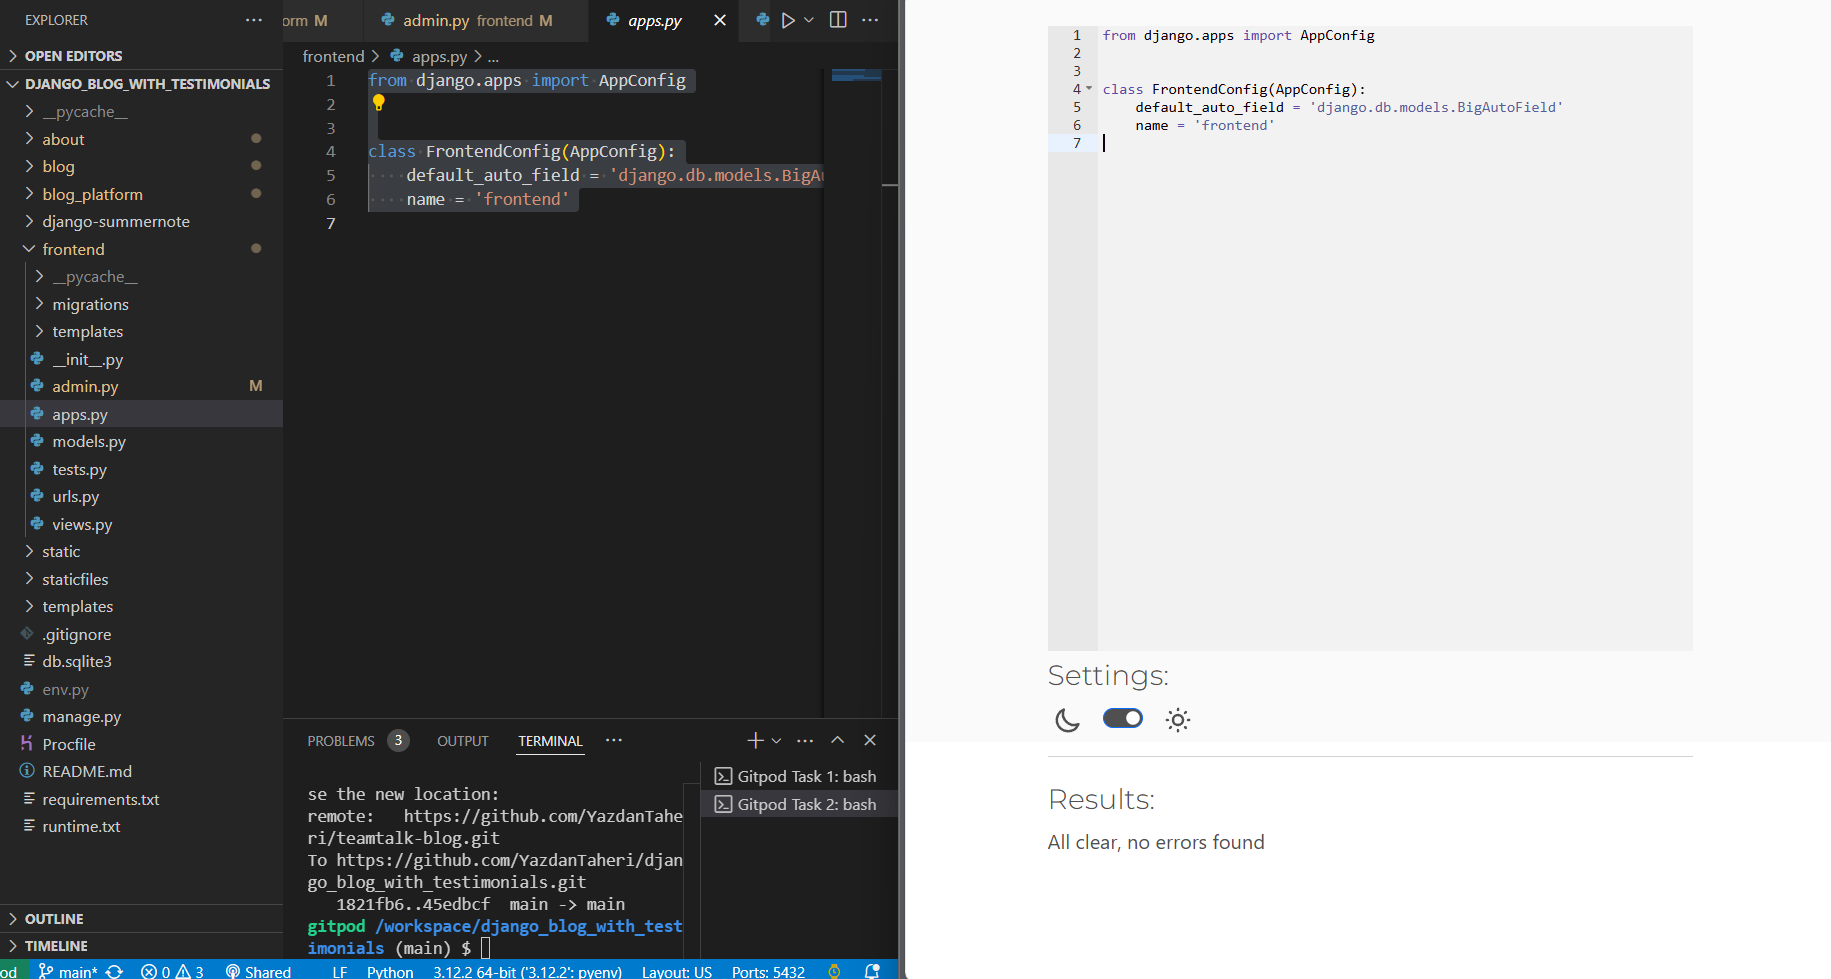 EXPLORER
OPEN EDITORS
DJANGO_BLOG_WITH_TESTIMONIALS
__pycache__
about
blog
blog_platform
django-summernote
frontend
__pycache__
migrations
templates
__init__.py
admin.py M
apps.py
models.py
tests.py
urls.py
views.py
static
staticfiles
templates
.gitignore
db.sqlite3
env.py
manage.py
Procfile
README.md
requirements.txt
runtime.txt
OUTLINE
TIMELINE
orm M
admin.py frontend M
apps.py
frontend > apps.py > ...
1 from django.apps import AppConfig
2
3
4 class FrontendConfig(AppConfig):
5 default_auto_field = 'django.db.models.BigAu
6 name = 'frontend'
7
PROBLEMS 3 OUTPUT TERMINAL
se the new location:
remote: https://github.com/YazdanTahe
ri/teamtalk-blog.git
To https://github.com/YazdanTaheri/djan
go_blog_with_testimonials.git
1821fb6..45edbcf main -> main
gitpod /workspace/django_blog_with_test
imonials (main) $
Gitpod Task 1: bash
Gitpod Task 2: bash
od main* 0 3 Shared LF Python 3.12.2 64-bit ('3.12.2': pyenv) Layout: US Ports: 5432
1 from django.apps import AppConfig
2
3
4 class FrontendConfig(AppConfig):
5 default_auto_field = 'django.db.models.BigAutoField'
6 name = 'frontend'
7
Settings:
Results:
All clear, no errors found